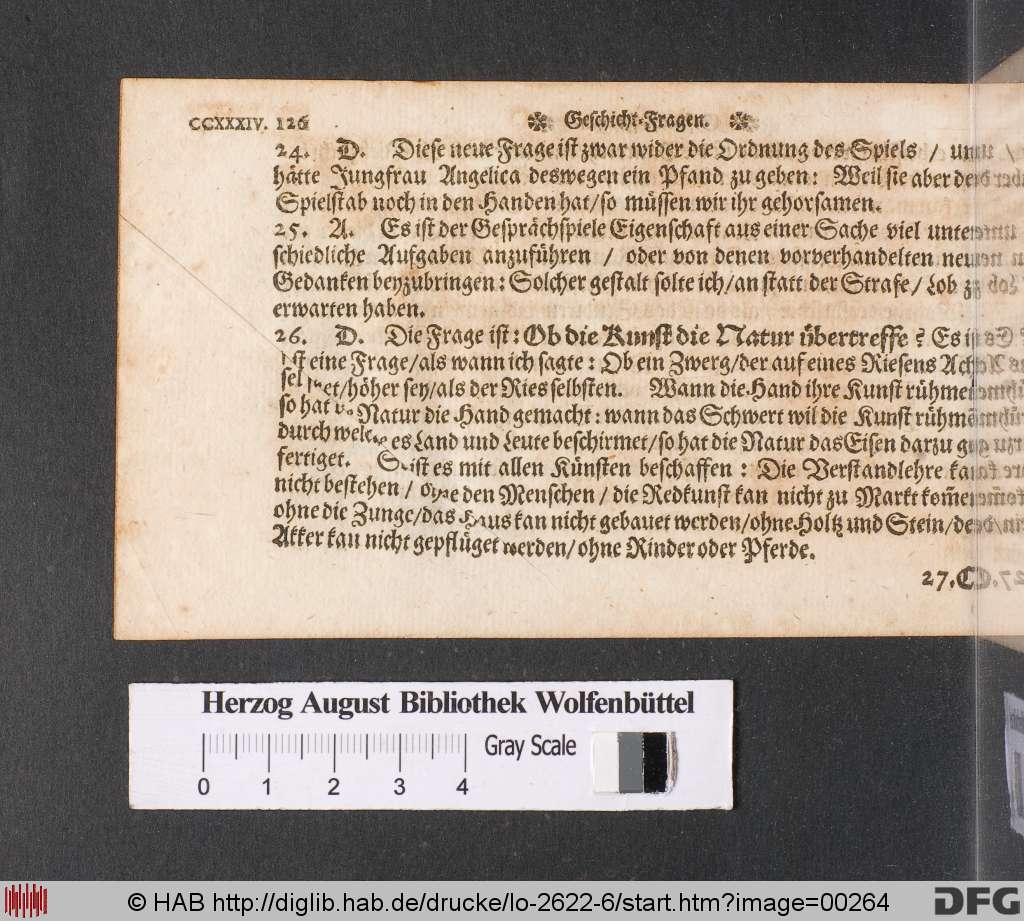 CCXXXIV. 126 Geschicht-Fragen.
24. D. Diese neue Frage ist zwar wider die Ordnung des Spiels /
hätte Jungfrau Angelica deswegen ein Pfand zu geben: Weil sie aber den
Spielstab noch in den Handen hat/so müssen wir ihr gehorsamen.
25. A. Es ist der Gesprächspiele Eigenschaft aus einer Sache viel unter-
schiedliche Aufgaben anzuführen / oder von denen vorverhandelten neuen
Gedanken beyzubringen: Solcher gestalt solte ich/an statt der Strafe/ Lob zu
erwarten haben.
26. D. Die Frage ist: Ob die Kunst die Natur übertreffe? Es ist
eine Frage/als wann ich sagte: Ob ein Zwerg/der auf eines Riesens
höher sey/als der Ries selbsten. Wann die Hand ihre Kunst
so hat Natur die Hand gemacht: wann das Schwert wil die Kunst
durch es Land und Leute beschirmet/so hat die Natur das Eisen darzu
fertiget. ist es mit allen Künsten beschaffen: Die Verstandlehre kan
nicht bestehen / den Menschen / die Redkunst kan nicht zu Markt kom̃en
ohne die Zunge/das Haus kan nicht gebauet werden/ohne Holtz und Stein/
Akker kan nicht gepflüget werden/ohne Rinder oder Pferde.
27. C.
Herzog August Bibliothek Wolfenbüttel
Gray Scale
0 1 2 3 4
© HAB http://diglib.hab.de/drucke/lo-2622-6/start.htm?image=00264
DFG